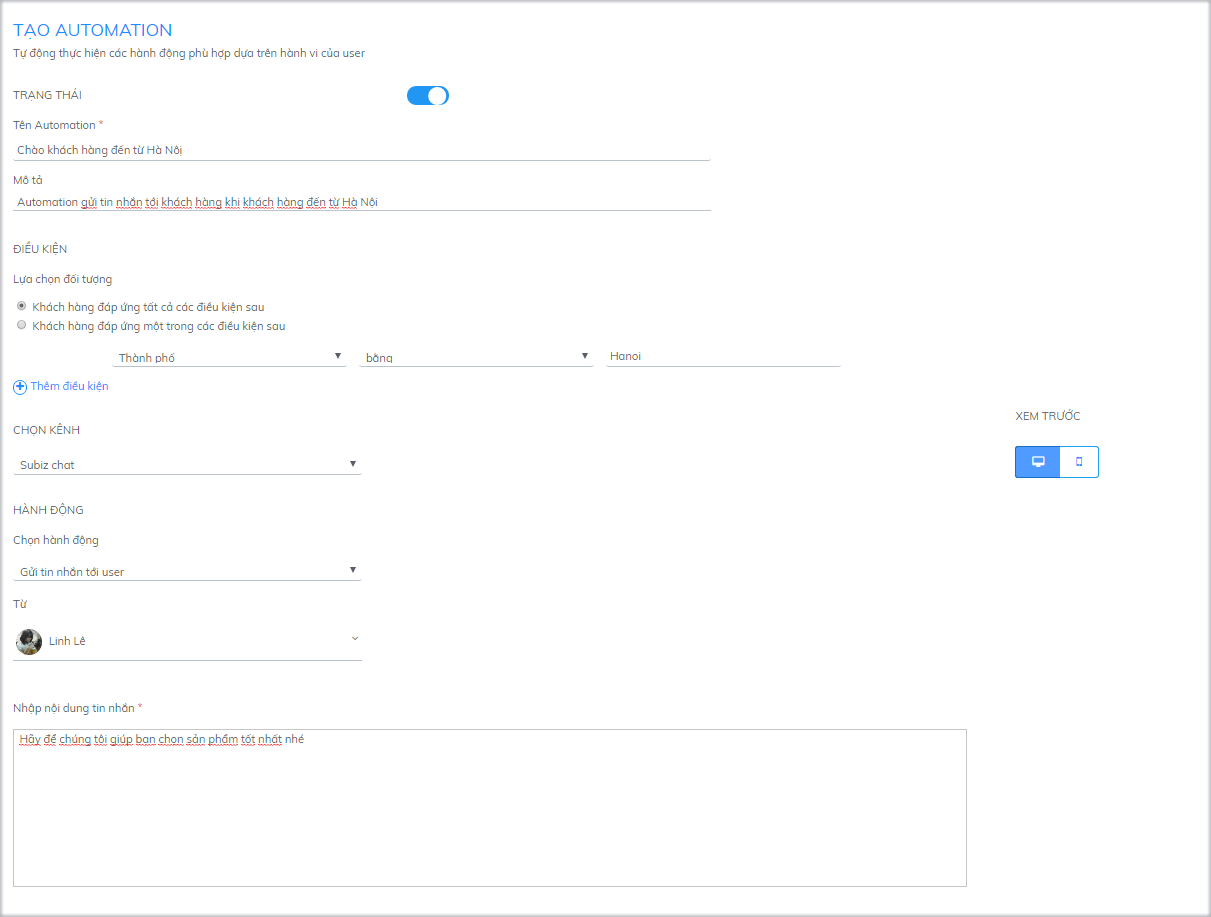 TẠO AUTOMATION
Tự động thực hiện các hành động phù hợp dựa trên hành vi của user
TRẠNG THÁI
Tên Automation *
Chào khách hàng đến từ Hà Nội
Mô tả
Automation gửi tin nhắn tới khách hàng khi khách hàng đến từ Hà Nội
ĐIỀU KIỆN
Lựa chọn đối tượng
Khách hàng đáp ứng tất cả các điều kiện sau
Khách hàng đáp ứng một trong các điều kiện sau
Thành phố bằng Hanoi
Thêm điều kiện
XEM TRƯỚC
CHỌN KÊNH
Subiz chat
HÀNH ĐỘNG
Chọn hành động
Gửi tin nhắn tới user
Từ
Linh Lê
Nhập nội dung tin nhắn *
Hãy để chúng tôi giúp bạn chọn sản phẩm tốt nhất nhé